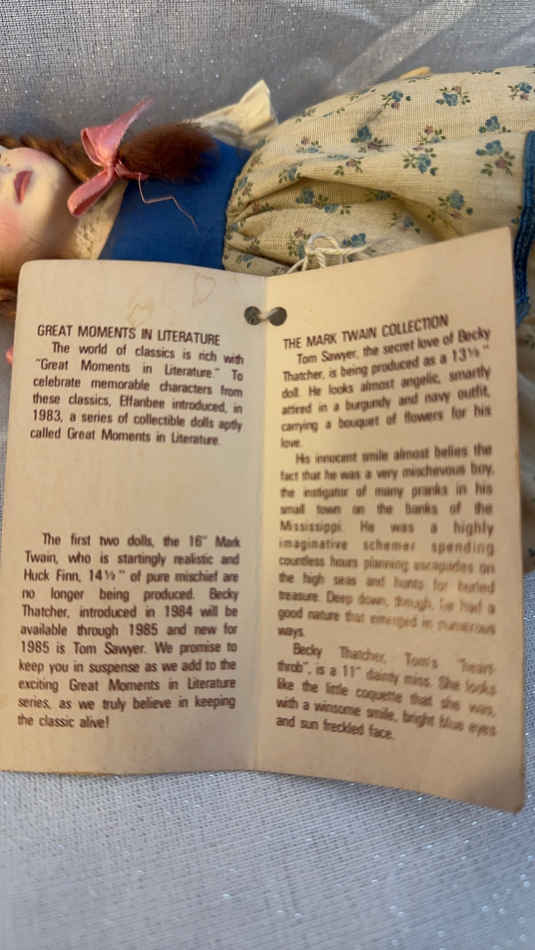 GREAT MOMENTS IN LITERATURE
The world of classics is rich with
"Great Moments in Literature." To
celebrate memorable characters from
these classics, Effanbee introduced, in
1983, a series of collectible dolls aptly
called Great Moments in Literature.
The first two dolls, the 16" Mark
Twain, who is startingly realistic and
Huck Finn, 14½" of pure mischief are
no longer being produced. Becky
Thatcher, introduced in 1984 will be
available through 1985 and new for
1985 is Tom Sawyer. We promise to
keep you in suspense as we add to the
exciting Great Moments in Literature
series, as we truly believe in keeping
the classic alive!
THE MARK TWAIN COLLECTION
Tom Sawyer, the secret love of Becky
Thatcher, is being produced as a 13½"
doll. He looks almost angelic, smartly
attired in a burgundy and navy outfit,
carrying a bouquet of flowers for his
love.
His innocent smile almost belies the
fact that he was a very mischevous boy,
the instigator of many pranks in his
small town on the banks of the
Mississippi. He was a highly
imaginative schemer spending
countless hours planning escapades on
the high seas and hunts for buried
treasure. Deep down, though, he had a
good nature that emerged in numerous
ways.
Becky Thatcher, Tom's "heart-
throb", is a 11" dainty miss. She looks
like the little coquette that she was,
with a winsome smile, bright blue eyes
and sun freckled face.